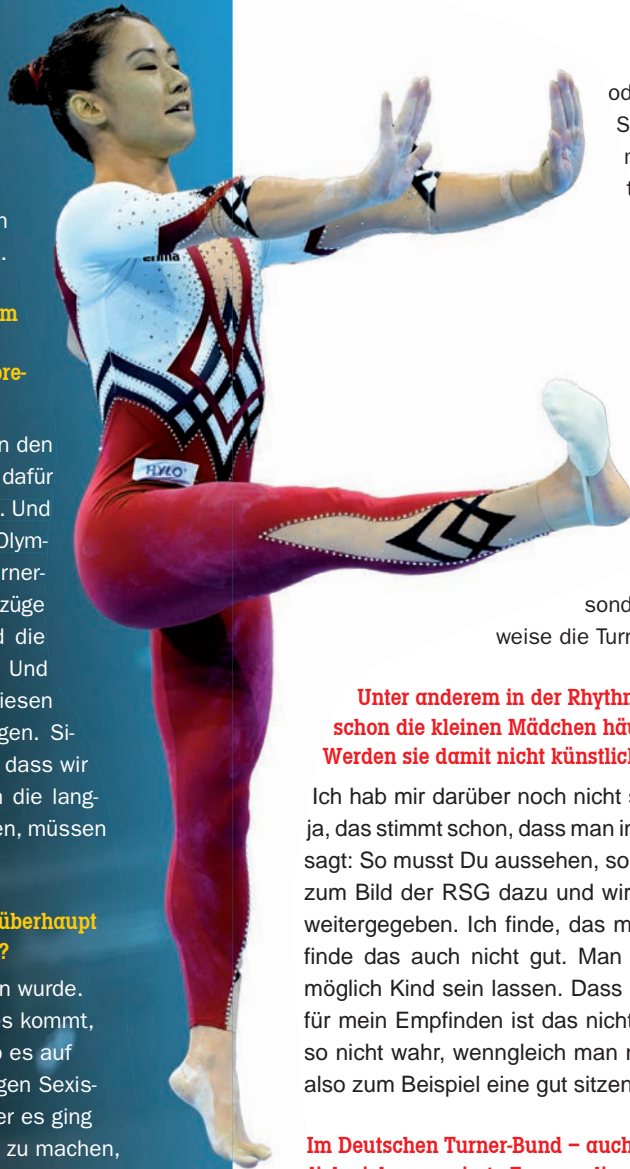 n
.
m
ore-
n den
dafür
. Und
Olym-
rner-
züge
d die
Und
iesen
gen. Si-
dass wir
n die lang-
en, müssen
überhaupt
?
n wurde.
es kommt,
o es auf
gen Sexis-
er es ging
zu machen,
erima
HYLO
od
S
t
sond
weise die Turn
Unter anderem in der Rhythm
schon die kleinen Mädchen häu
Werden sie damit nicht künstlich
Ich hab mir darüber noch nicht s
ja, das stimmt schon, dass man in
sagt: So musst Du aussehen, so
zum Bild der RSG dazu und wir
weitergegeben. Ich finde, das m
finde das auch nicht gut. Man
möglich Kind sein lassen. Dass
für mein Empfinden ist das nicht
so nicht wahr, wenngleich man n
also zum Beispiel eine gut sitzen
Im Deutschen Turner-Bund – auch